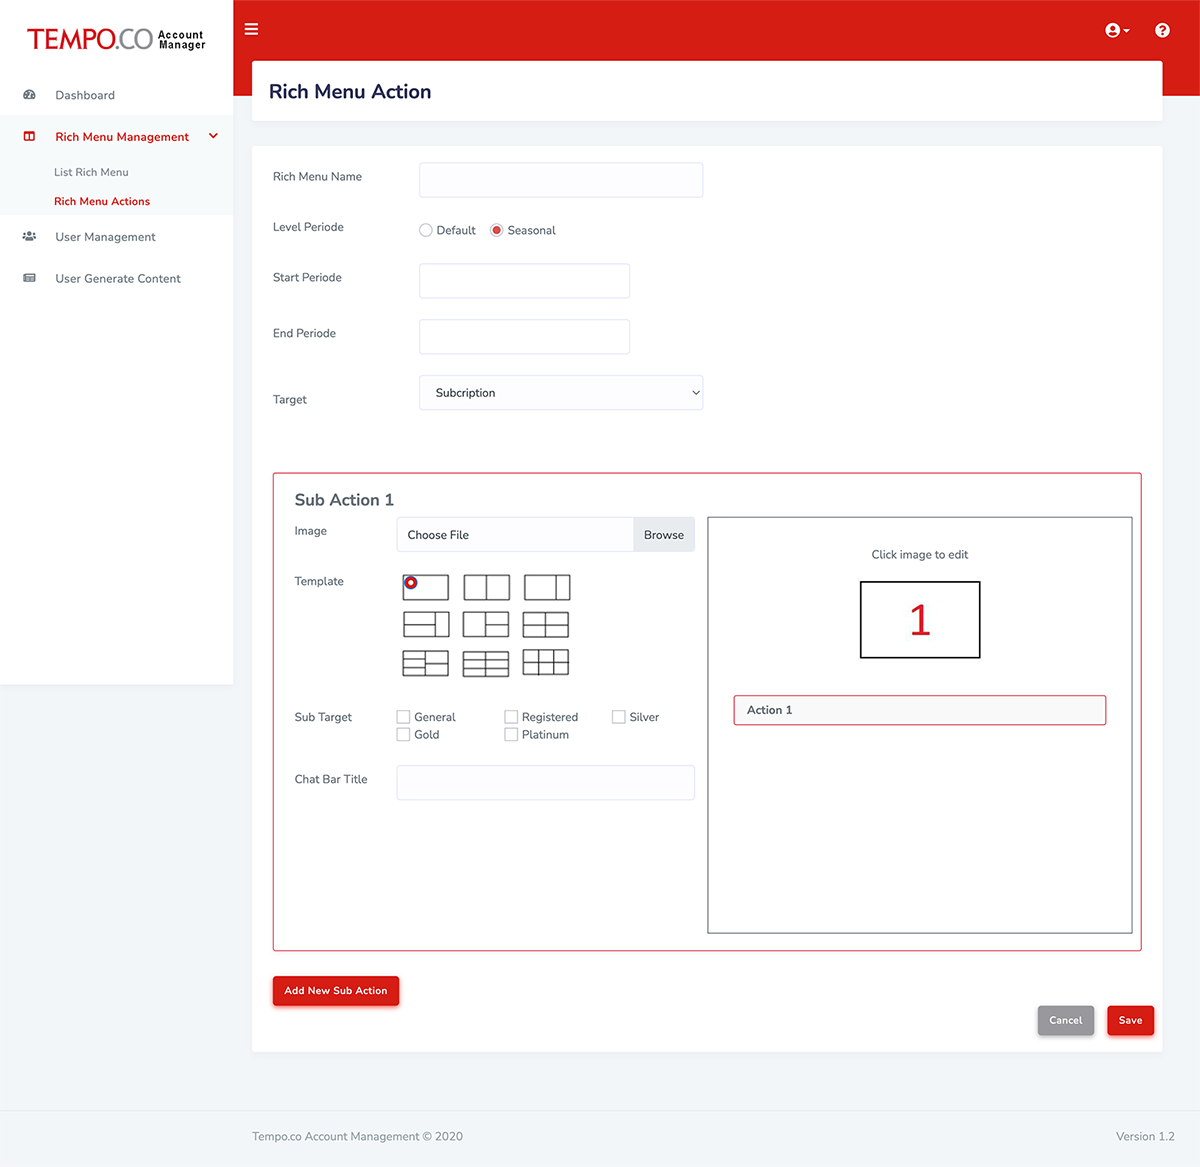 TEMPO.CO Account Manager
Dashboard
Rich Menu Management
List Rich Menu
Rich Menu Actions
User Management
User Generate Content
Rich Menu Action
Rich Menu Name
Level Periode
Default Seasonal
Start Periode
End Periode
Target
Subcription
Sub Action 1
Image
Choose File Browse
Template
Sub Target
General Registered Silver
Gold Platinum
Chat Bar Title
Click image to edit
1
Action 1
Add New Sub Action
Cancel Save
Tempo.co Account Management © 2020
Version 1.2